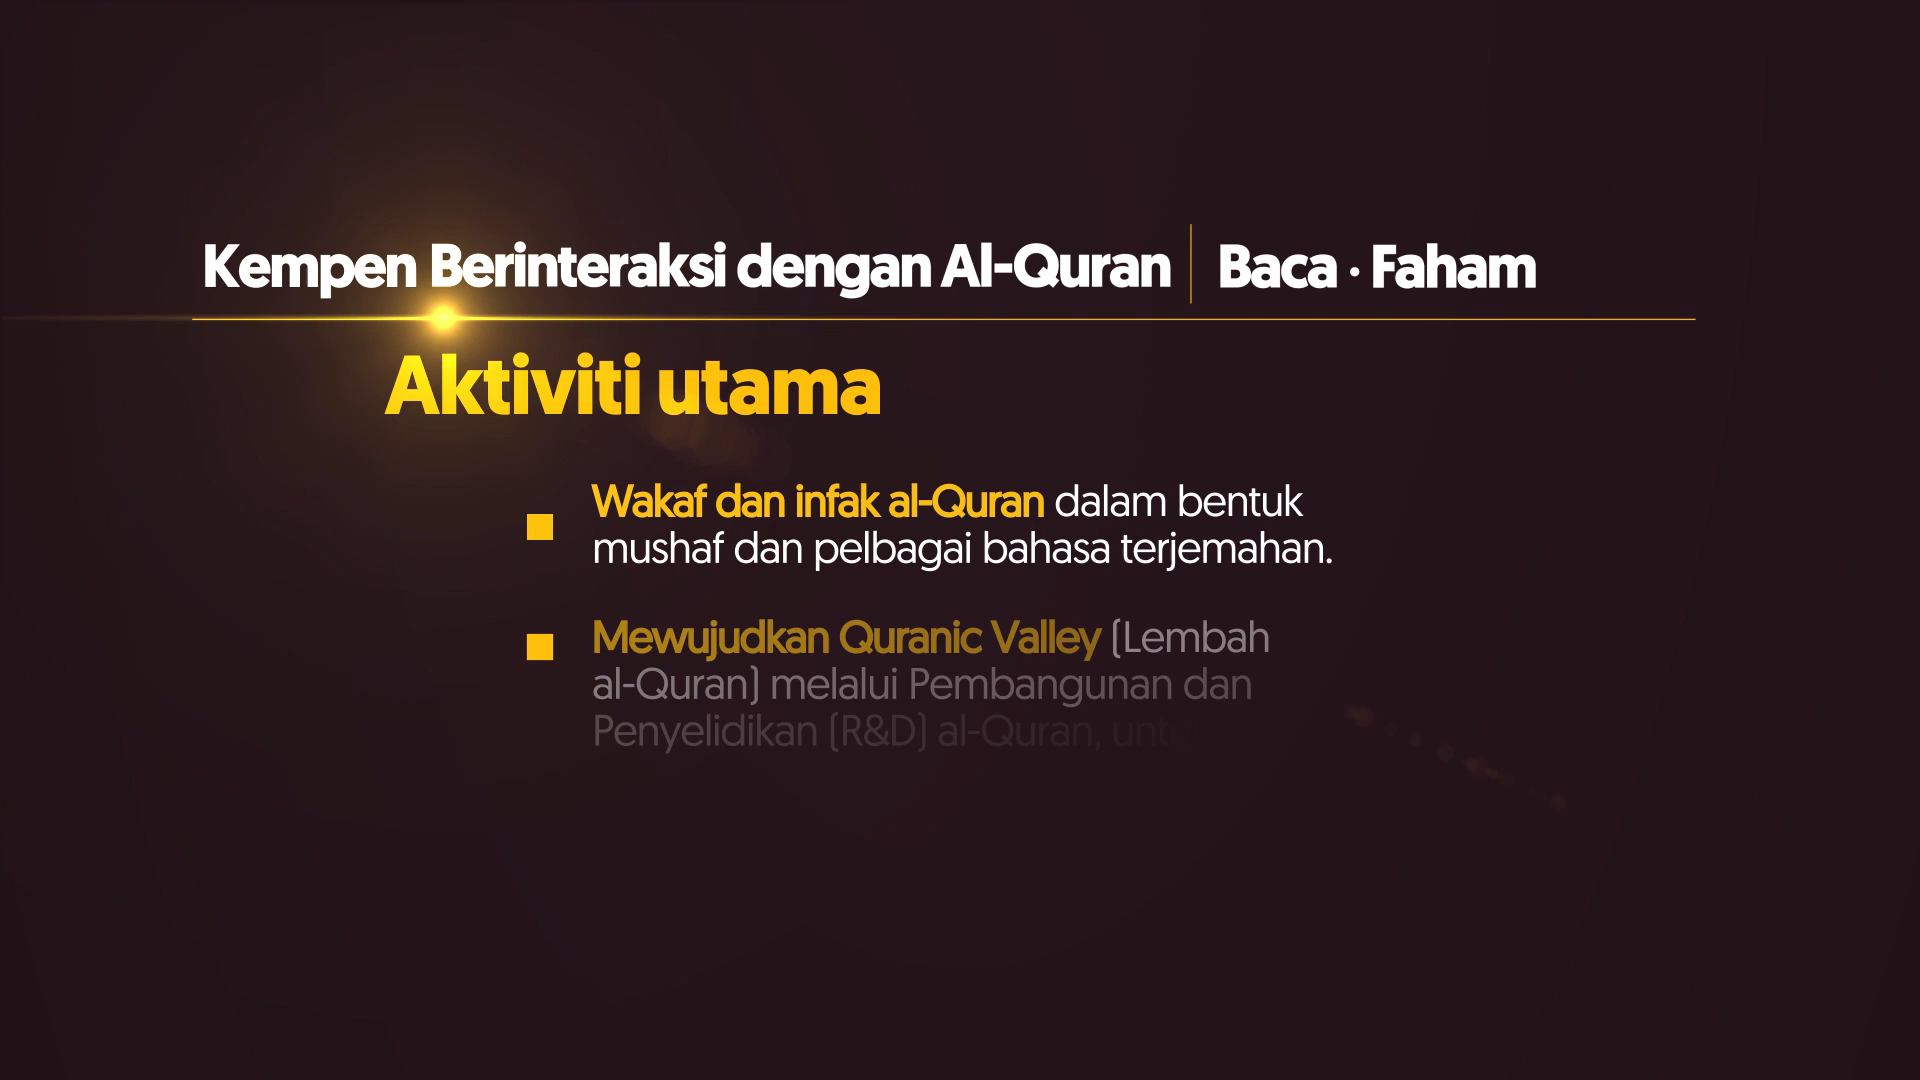 Kempen Berinteraksi dengan Al-Quran | Baca · Faham
Aktiviti utama
Wakaf dan infak al-Quran dalam bentuk
mushaf dan pelbagai bahasa terjemahan.
Mewujudkan Quranic Valley (Lembah
al-Quran) melalui Pembangunan dan
Penyelidikan (R&D) al-Quran,